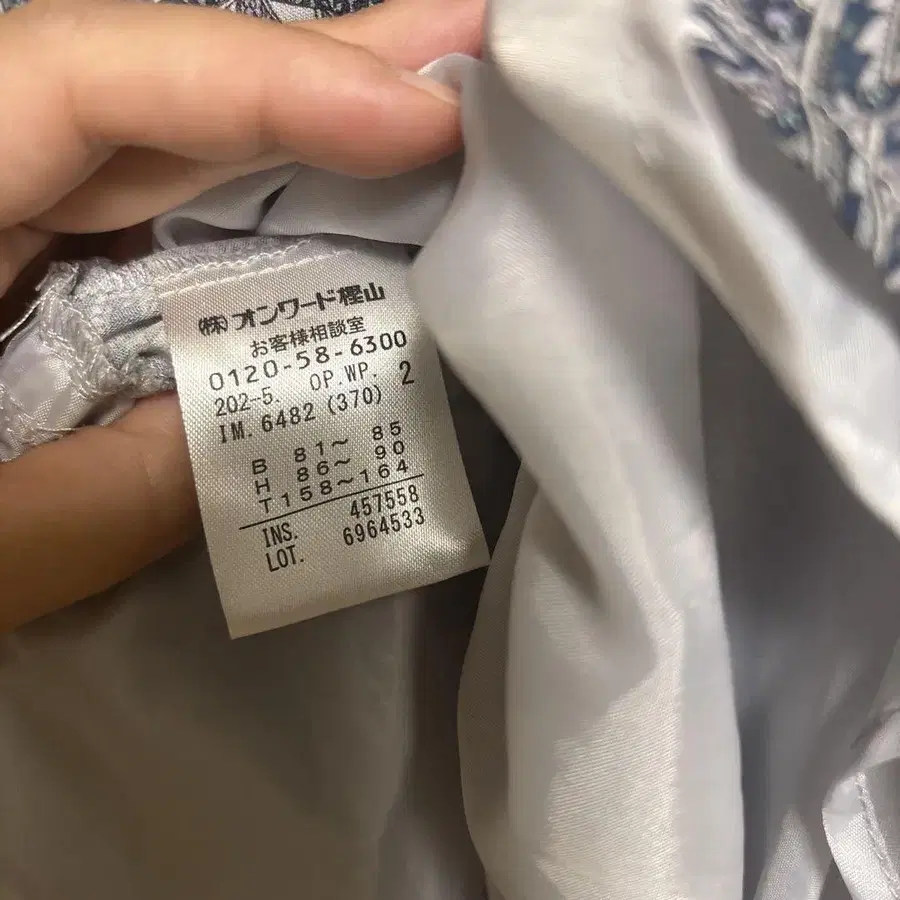 ㈱オンワード樫山
お客様相談室
0120-58-6300
202-5. OP.WP. 2
IM. 6482 (370)
B 81～ 85
H 86～ 90
T 158～164
INS. 457558
LOT. 6964533